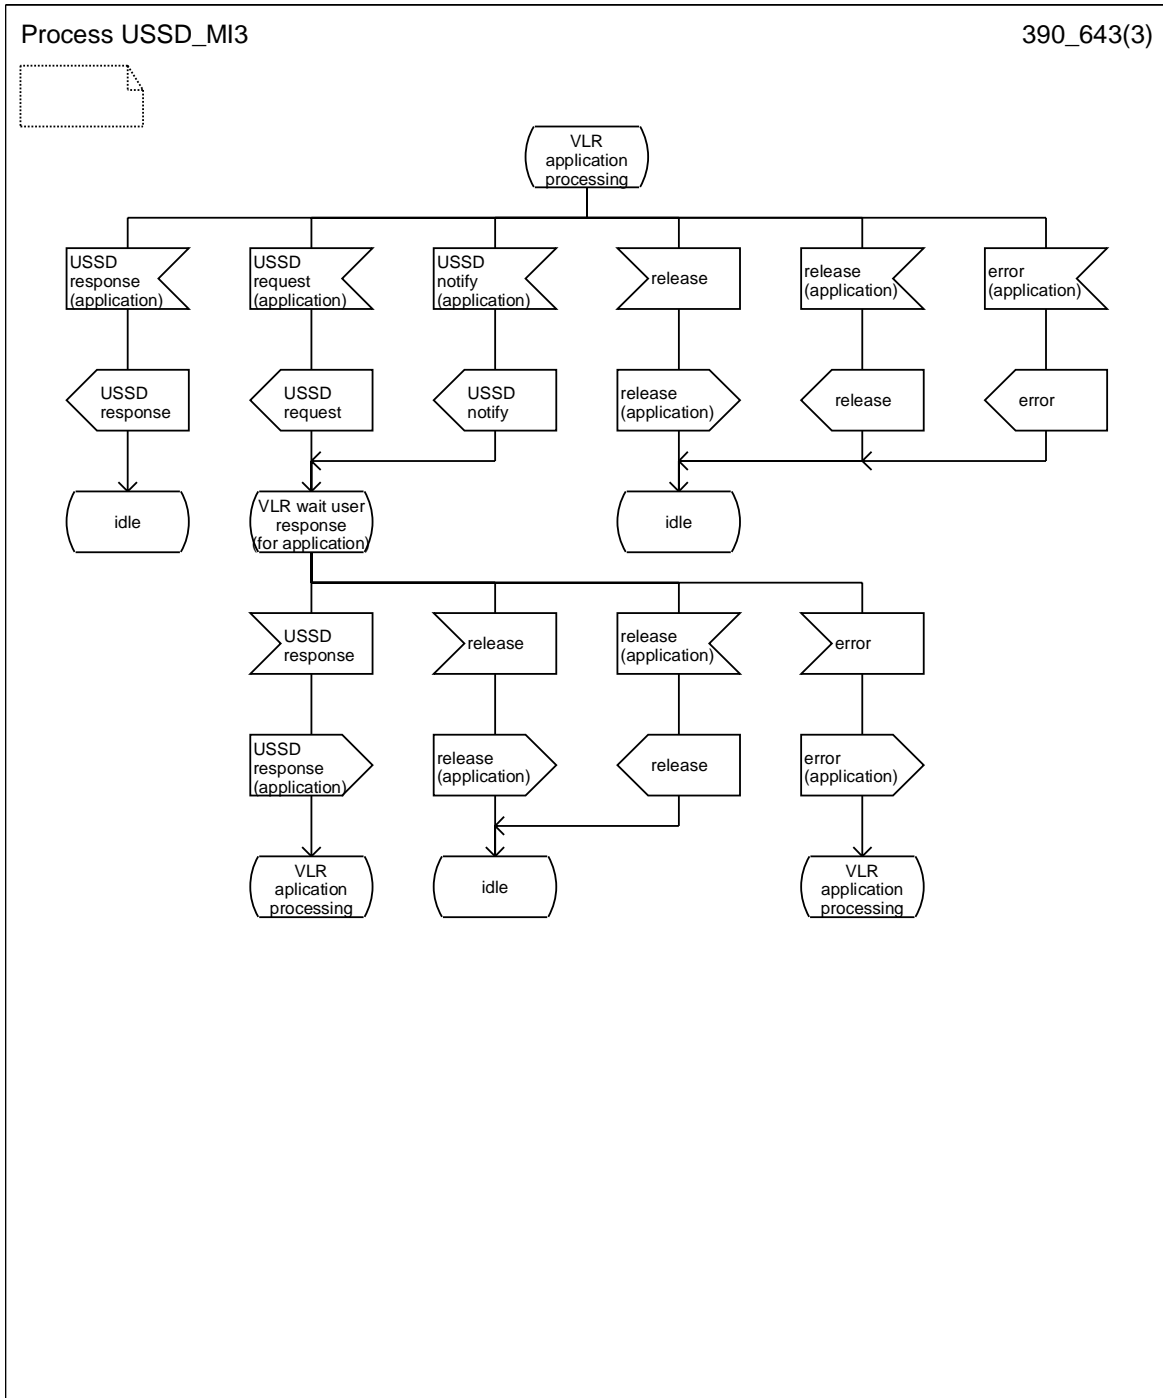 Process USSD_MI3
390_643(3)
VLR
application
processing
USSD
response
(application)
USSD
request
(application)
USSD
notify
(application)
release
release
(application)
error
(application)
USSD
response
USSD
request
USSD
notify
release
(application)
release
error
idle
VLR wait user
response
(for application)
idle
USSD
response
release
release
(application)
error
USSD
response
(application)
release
(application)
release
error
(application)
VLR
aplication
processing
idle
VLR
application
processing